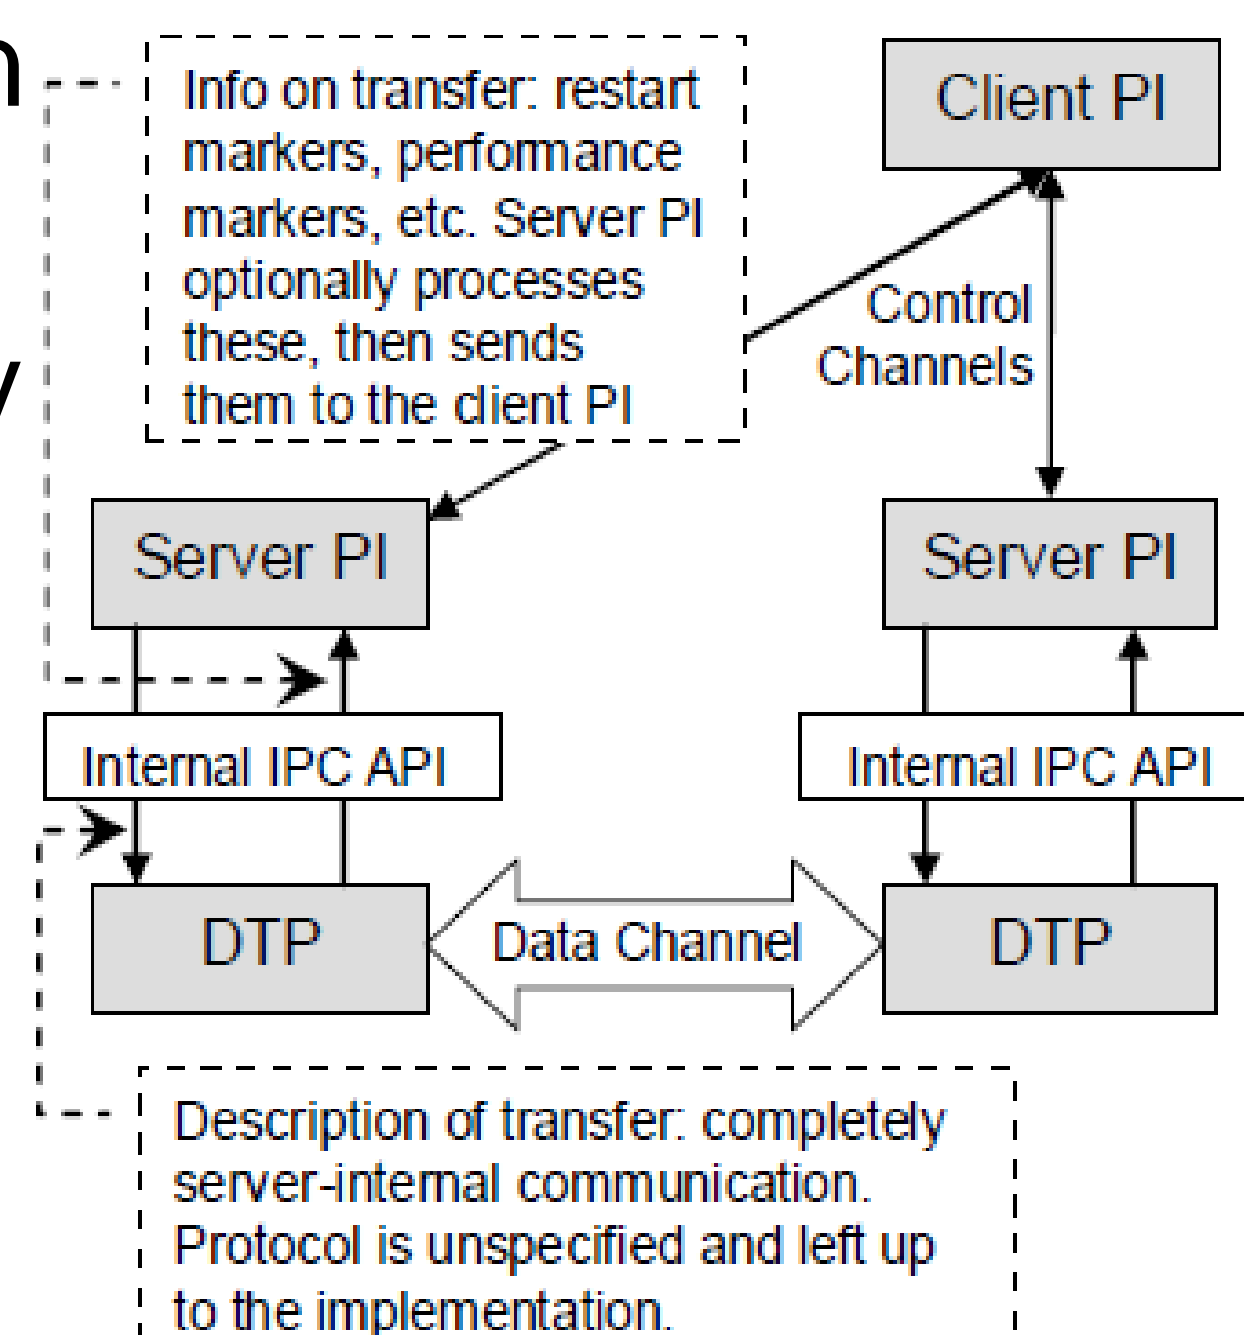 n
y
Info on transfer: restart
markers, performance
markers, etc. Server PI
optionally processes
these, then sends
them to the client PI
Client PI
Control
Channels
Server PI
Server PI
Internal IPC API
Internal IPC API
DTP
Data Channel
DTP
Description of transfer: completely
server-internal communication.
Protocol is unspecified and left up
to the implementation.